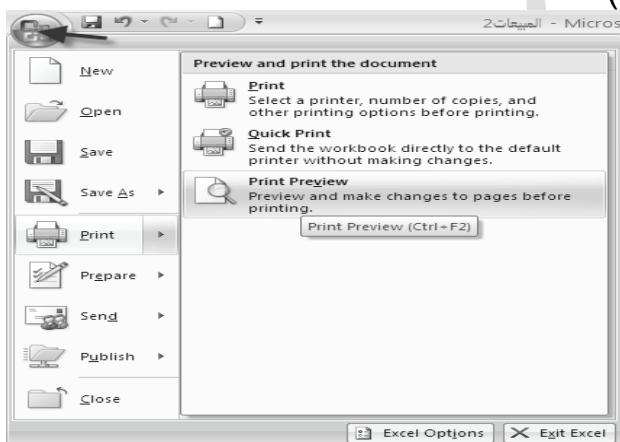 المبيعات2 - Micros
New
Open
Save
Save As
Print
Prepare
Send
Publish
Close
Preview and print the document
Print
Select a printer, number of copies, and
other printing options before printing.
Quick Print
Send the workbook directly to the default
printer without making changes.
Print Preview
Preview and make changes to pages before
printing.
Print Preview (Ctrl+F2)
Excel Options
Exit Excel